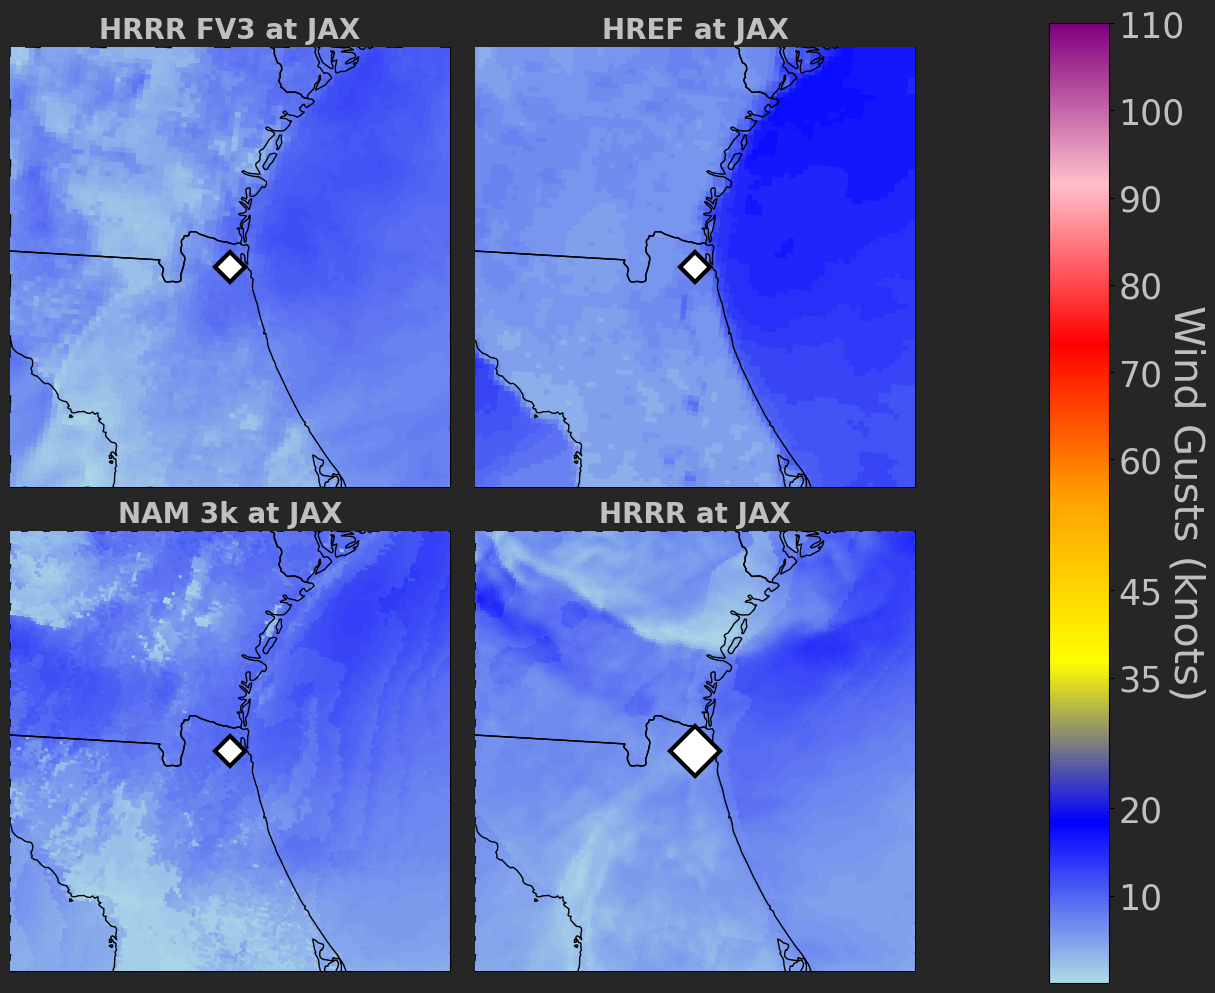 HRRR FV3 at JAX
HREF at JAX
NAM 3k at JAX
HRRR at JAX
110
100
90
80
70
60
45
35
20
10
Wind Gusts (knots)